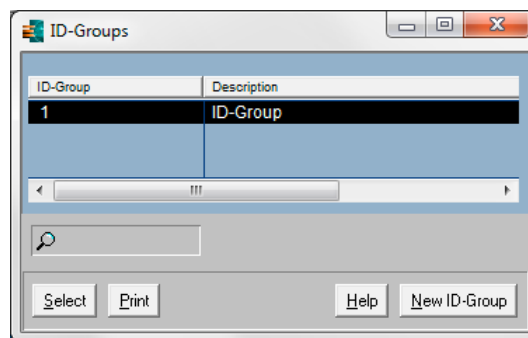 ID-Groups
ID-Group Description
1 ID-Group
Select Print Help New ID-Group